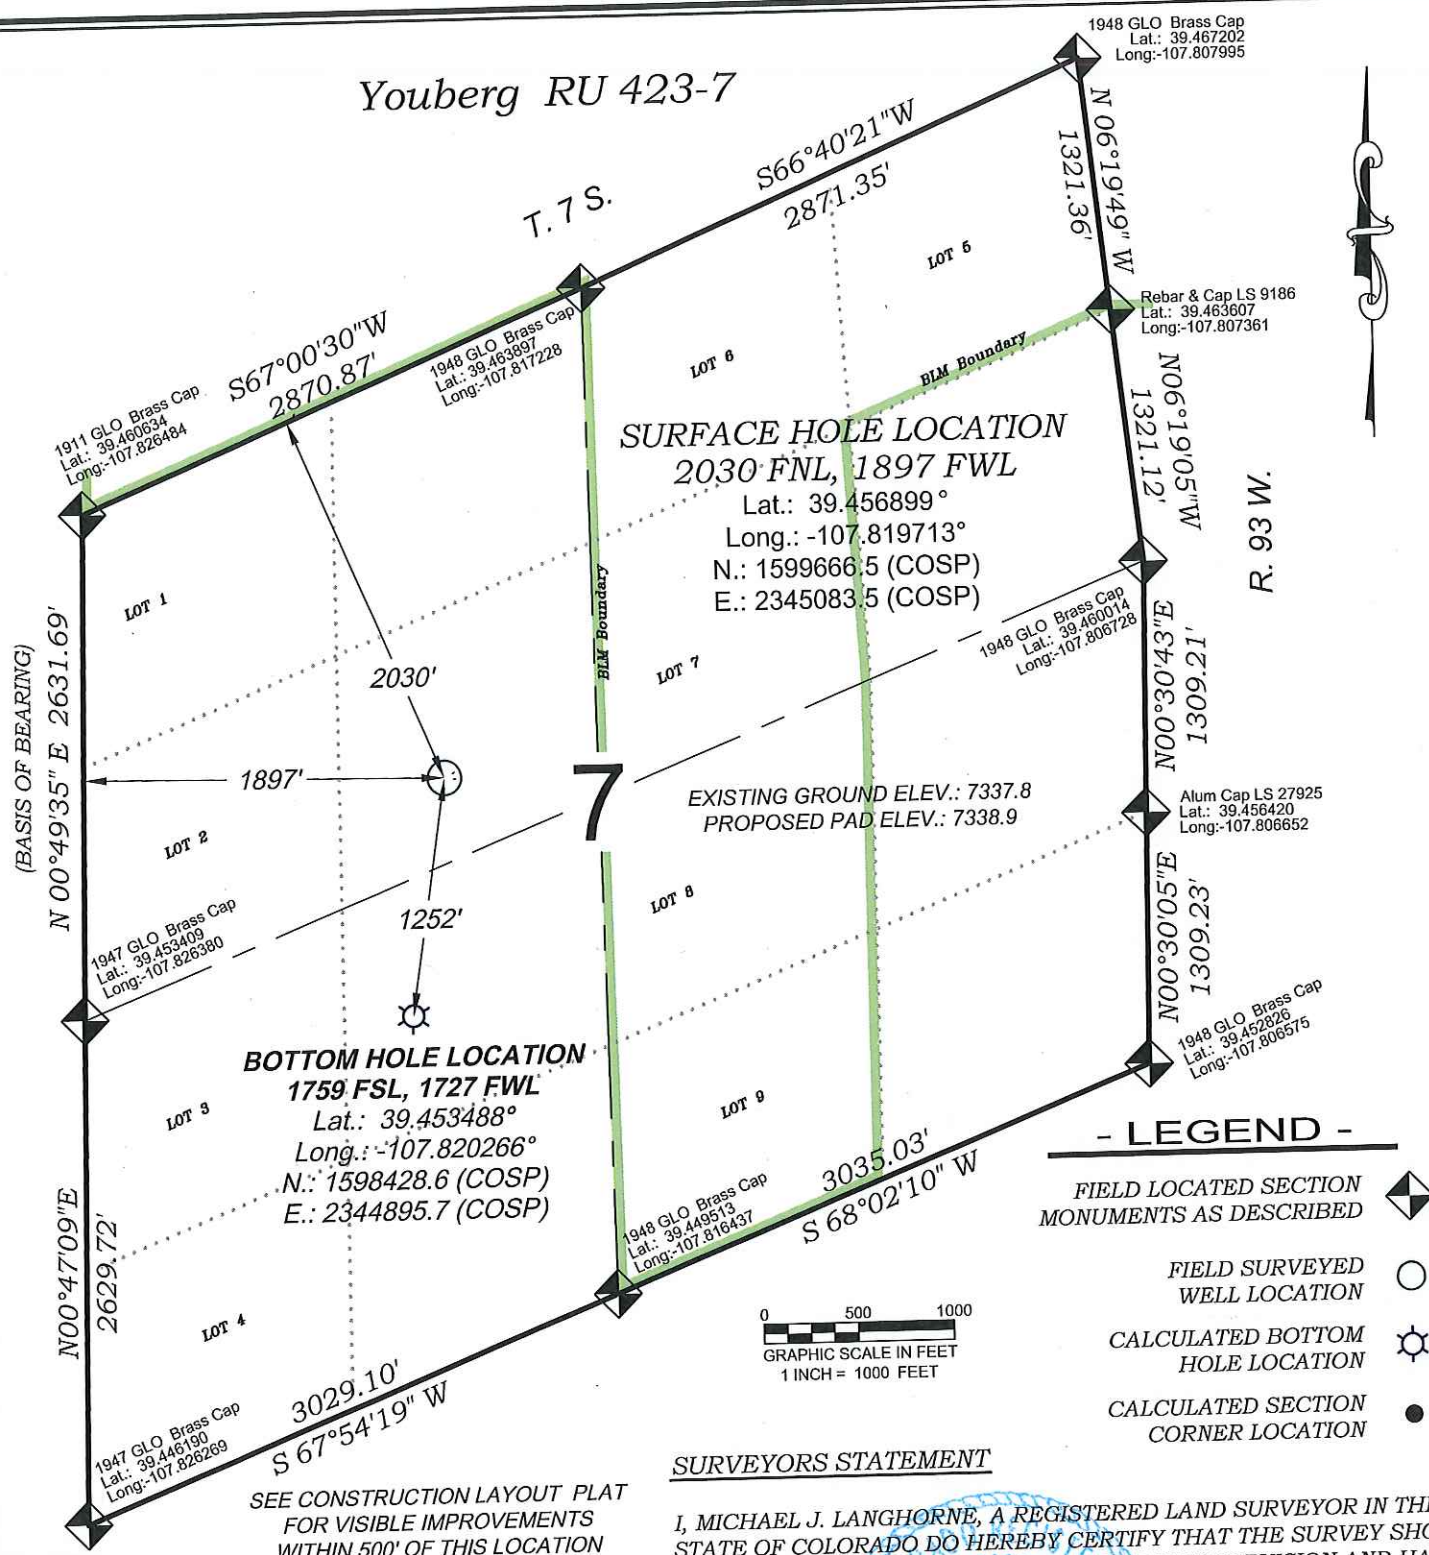 Youberg RU 423-7
1948 GLO Brass Cap
Lat.: 39.467202
Long:-107.807995
S66°40'21"W
2871.35'
N 06°19'49" W
1321.36'
T. 7 S.
LOT 5
Rebar & Cap LS 9186
Lat.: 39.463607
Long:-107.807361
S67°00'30"W
2870.87'
1948 GLO Brass Cap
Lat.: 39.463897
Long:-107.817228
LOT 6
BLM Boundary
1911 GLO Brass Cap
Lat.: 39.460634
Long:-107.826484
N06°19'05"W
1321.12'
SURFACE HOLE LOCATION
2030 FNL, 1897 FWL
Lat.: 39.456899°
Long.: -107.819713°
N.: 1599666.5 (COSP)
E.: 2345083.5 (COSP)
R. 93 W.
LOT 1
BLM Boundary
1948 GLO Brass Cap
Lat.: 39.460014
Long:-107.806728
(BASIS OF BEARING)
N 00°49'35" E 2631.69'
2030'
LOT 7
N00°30'43"E
1309.21'
1897'
7
EXISTING GROUND ELEV.: 7337.8
PROPOSED PAD ELEV.: 7338.9
Alum Cap LS 27925
Lat.: 39.456420
Long:-107.806652
LOT 2
LOT 8
1252'
N00°30'05"E
1309.23'
1947 GLO Brass Cap
Lat.: 39.453409
Long:-107.826380
1948 GLO Brass Cap
Lat.: 39.452826
Long:-107.806575
BOTTOM HOLE LOCATION
1759 FSL, 1727 FWL
Lat.: 39.453488°
Long.: -107.820266°
N.: 1598428.6 (COSP)
E.: 2344895.7 (COSP)
LOT 3
LOT 9
3035.03'
S 68°02'10" W
1948 GLO Brass Cap
Lat.: 39.449513
Long:-107.816437
N00°47'09"E
2629.72'
LOT 4
3029.10'
S 67°54'19" W
1947 GLO Brass Cap
Lat.: 39.446190
Long:-107.826269
- LEGEND -
FIELD LOCATED SECTION
MONUMENTS AS DESCRIBED
FIELD SURVEYED
WELL LOCATION
CALCULATED BOTTOM
HOLE LOCATION
CALCULATED SECTION
CORNER LOCATION
0 500 1000
GRAPHIC SCALE IN FEET
1 INCH = 1000 FEET
SEE CONSTRUCTION LAYOUT PLAT
FOR VISIBLE IMPROVEMENTS
WITHIN 500' OF THIS LOCATION
SURVEYORS STATEMENT
I, MICHAEL J. LANGHORNE, A REGISTERED LAND SURVEYOR IN THE
STATE OF COLORADO DO HEREBY CERTIFY THAT THE SURVEY